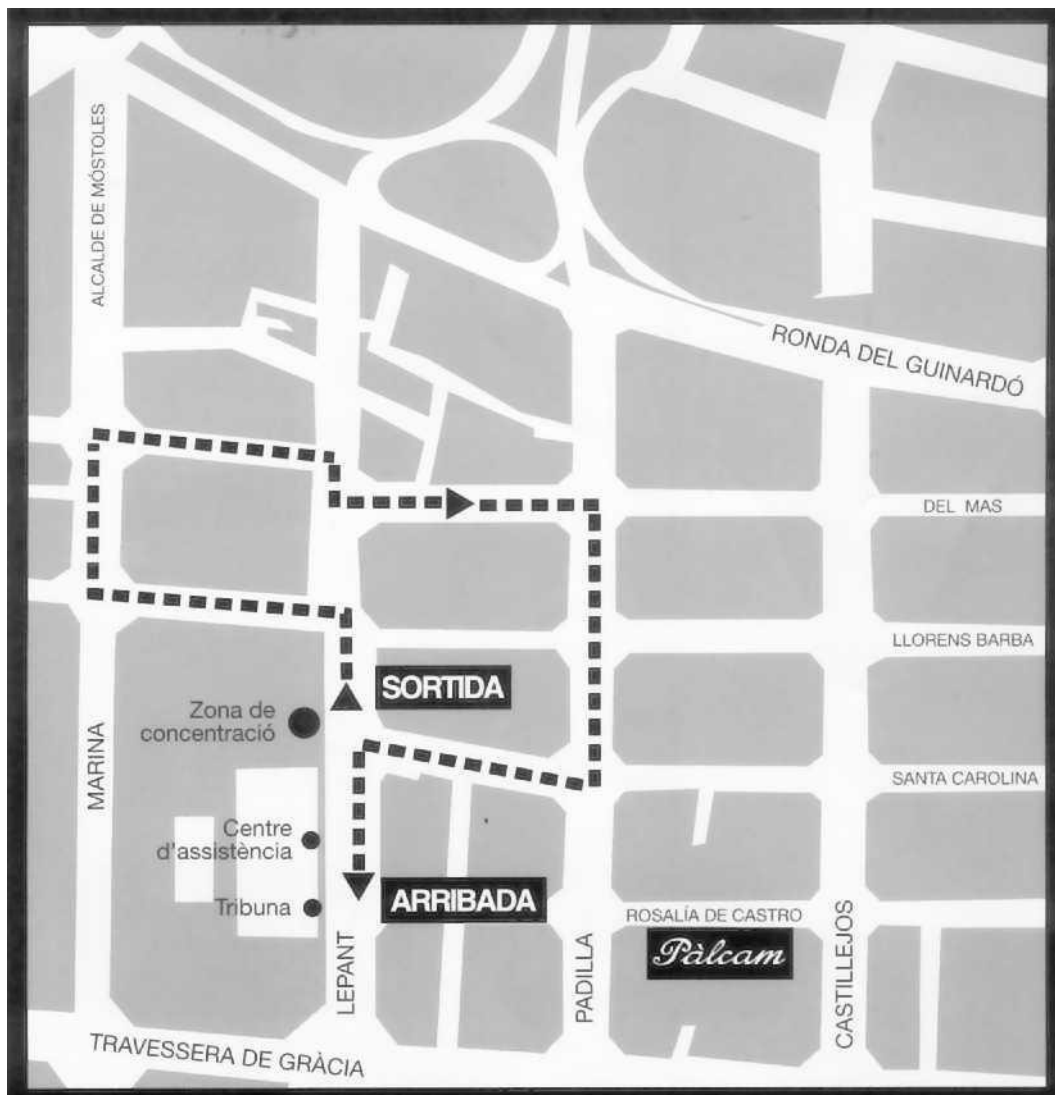 ALCALDE DE MÓSTOLES
RONDA DEL GUINARDÓ
DEL MAS
LLORENS BARBA
SORTIDA
Zona de
concentració
MARINA
SANTA CAROLINA
Centre
d'assistència
ARRIBADA
Tribuna
ROSALÍA DE CASTRO
Pàlcam
LEPANT
PADILLA
CASTILLEJOS
TRAVESSERA DE GRÀCIA